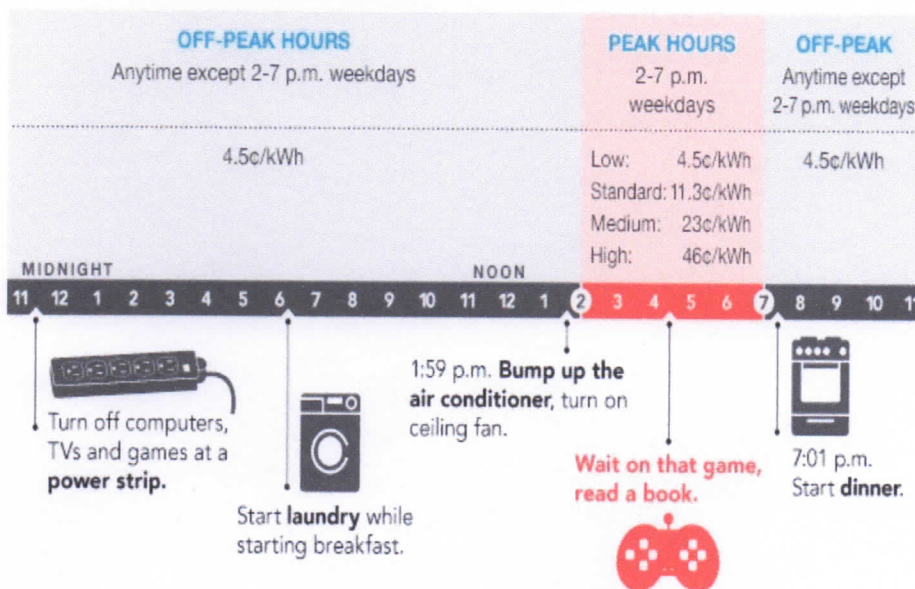 OFF-PEAK HOURS
Anytime except 2-7 p.m. weekdays
4.5¢/kWh
PEAK HOURS
2-7 p.m.
weekdays
Low: 4.5¢/kWh
Standard: 11.3¢/kWh
Medium: 23¢/kWh
High: 46¢/kWh
OFF-PEAK
Anytime except
2-7 p.m. weekdays
4.5¢/kWh
MIDNIGHT NOON
11 12 1 2 3 4 5 6 7 8 9 10 11 12 1 2 3 4 5 6 7 8 9 10 11
Turn off computers,
TVs and games at a
power strip.
Start laundry while
starting breakfast.
1:59 p.m. Bump up the
air conditioner, turn on
ceiling fan.
Wait on that game,
read a book.
7:01 p.m.
Start dinner.